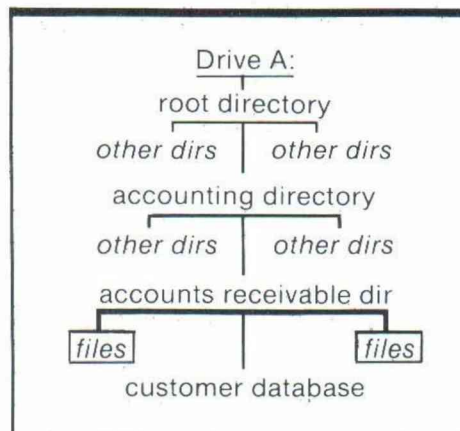 Drive A:
root directory
other dirs other dirs
accounting directory
other dirs other dirs
accounts receivable dir
files files
customer database